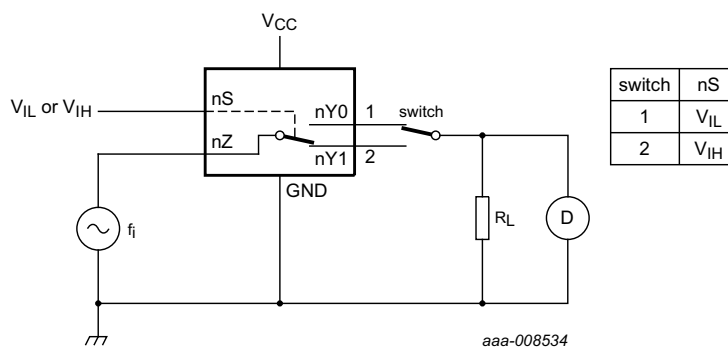 VCC
VIL or VIH
nS
nZ
nY0
nY1
1
2
switch
GND
fi
RL
D
switch nS
1 VIL
2 VIH
aaa-008534